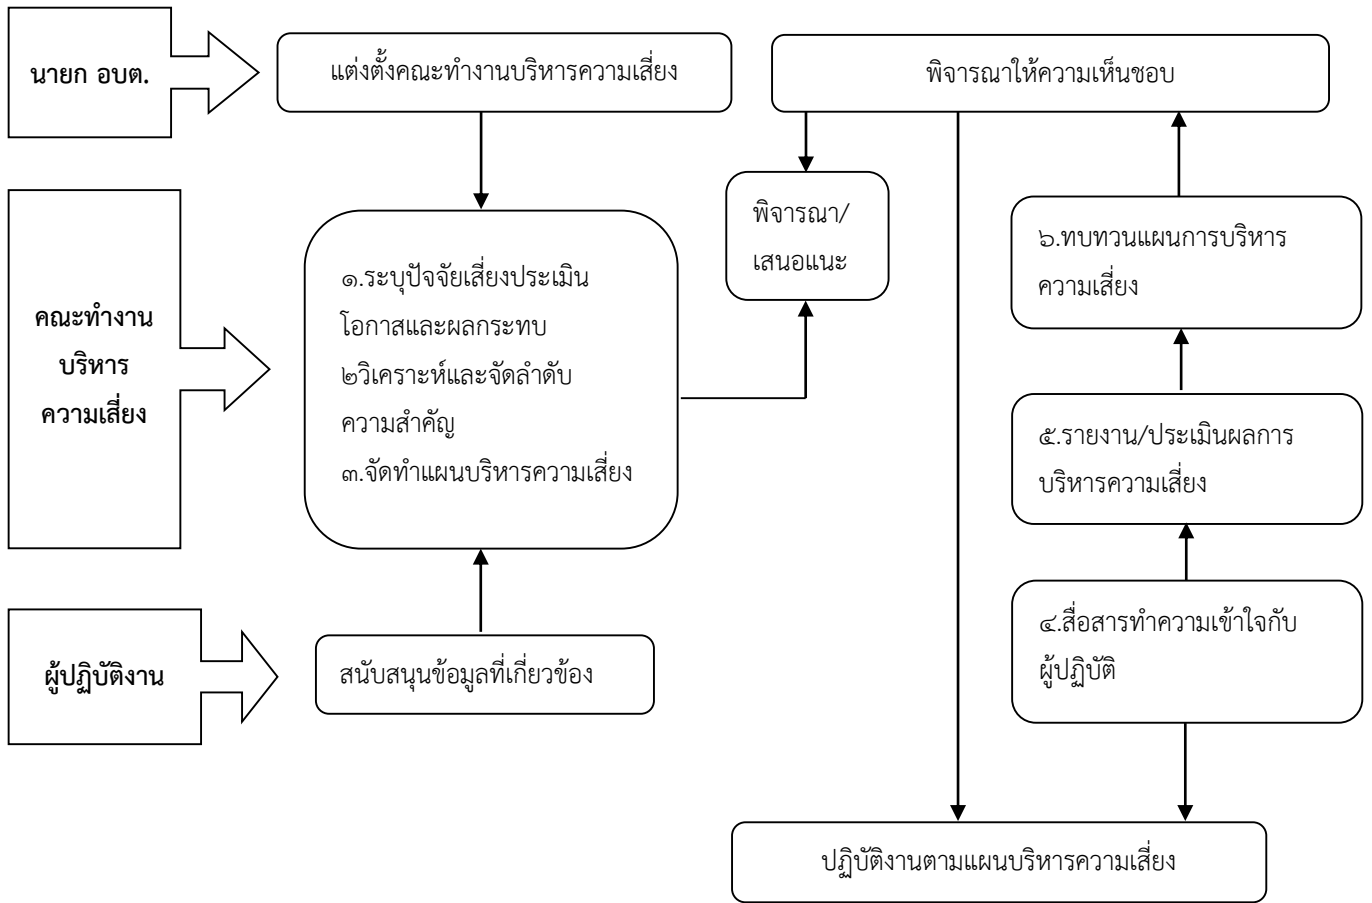 นายก อบต.
แต่งตั้งคณะทำงานบริหารความเสี่ยง
พิจารณาให้ความเห็นชอบ
คณะทำงาน
บริหาร
ความเสี่ยง
๑.ระบุปัจจัยเสี่ยงประเมิน
โอกาสและผลกระทบ
๒วิเคราะห์และจัดลำดับ
ความสำคัญ
๓.จัดทำแผนบริหารความเสี่ยง
พิจารณา/
เสนอแนะ
๖.ทบทวนแผนการบริหาร
ความเสี่ยง
๕.รายงาน/ประเมินผลการ
บริหารความเสี่ยง
๔.สื่อสารทำความเข้าใจกับ
ผู้ปฏิบัติ
ผู้ปฏิบัติงาน
สนับสนุนข้อมูลที่เกี่ยวข้อง
ปฏิบัติงานตามแผนบริหารความเสี่ยง